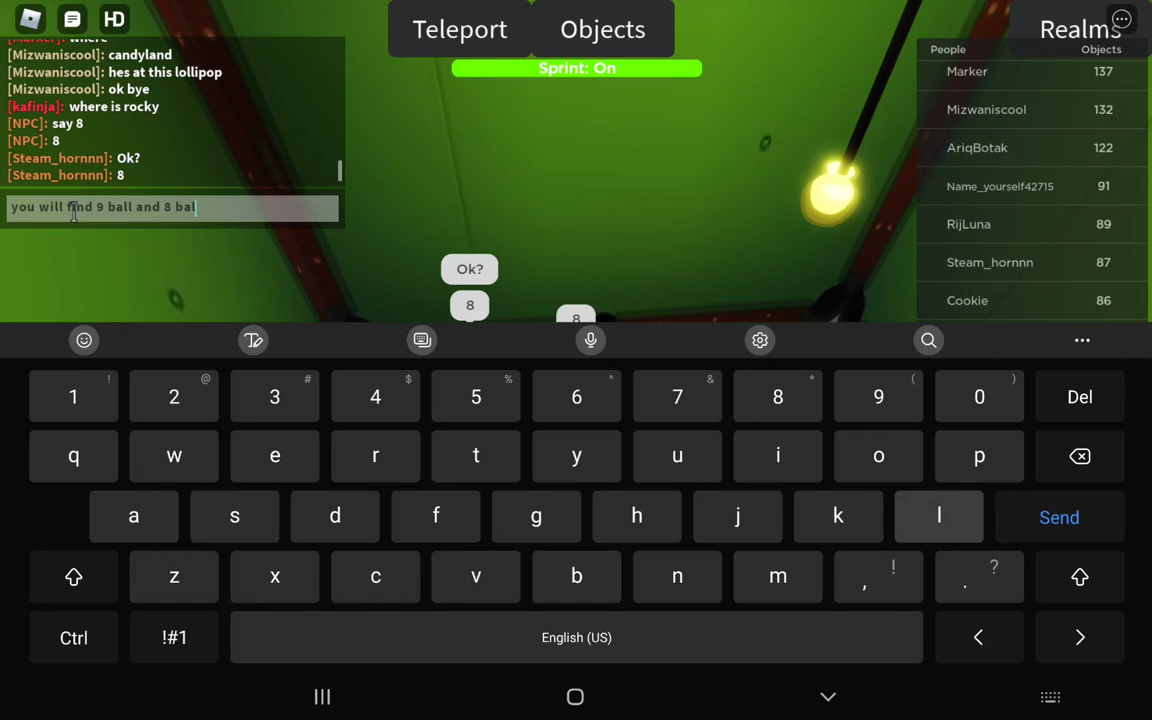 HD
Teleport
Objects
Realms
Sprint: On
[Marker]: where
[Mizwaniscool]: candyland
[Mizwaniscool]: hes at this lollipop
[Mizwaniscool]: ok bye
[kafinja]: where is rocky
[NPC]: say 8
[NPC]: 8
[Steam_hornnn]: Ok?
[Steam_hornnn]: 8
you will find 9 ball and 8 bal
People Objects
Marker 137
Mizwaniscool 132
AriqBotak 122
Name_yourself42715 91
RijLuna 89
Steam_hornnn 87
Cookie 86
Ok?
8
8
! @ # $ % ^ & * ( )
1 2 3 4 5 6 7 8 9 0 Del
q w e r t y u i o p
a s d f g h j k l Send
z x c v b n m , ! . ?
Ctrl !#1 English (US) < >